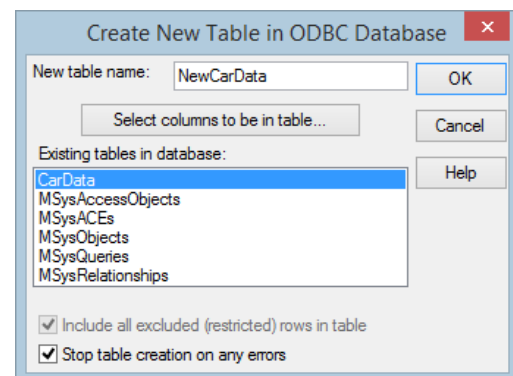 Create New Table in ODBC Database
New table name: NewCarData
OK
Select columns to be in table...
Cancel
Existing tables in database:
Help
CarData
MSysAccessObjects
MSysACEs
MSysObjects
MSysQueries
MSysRelationships
Include all excluded (restricted) rows in table
Stop table creation on any errors